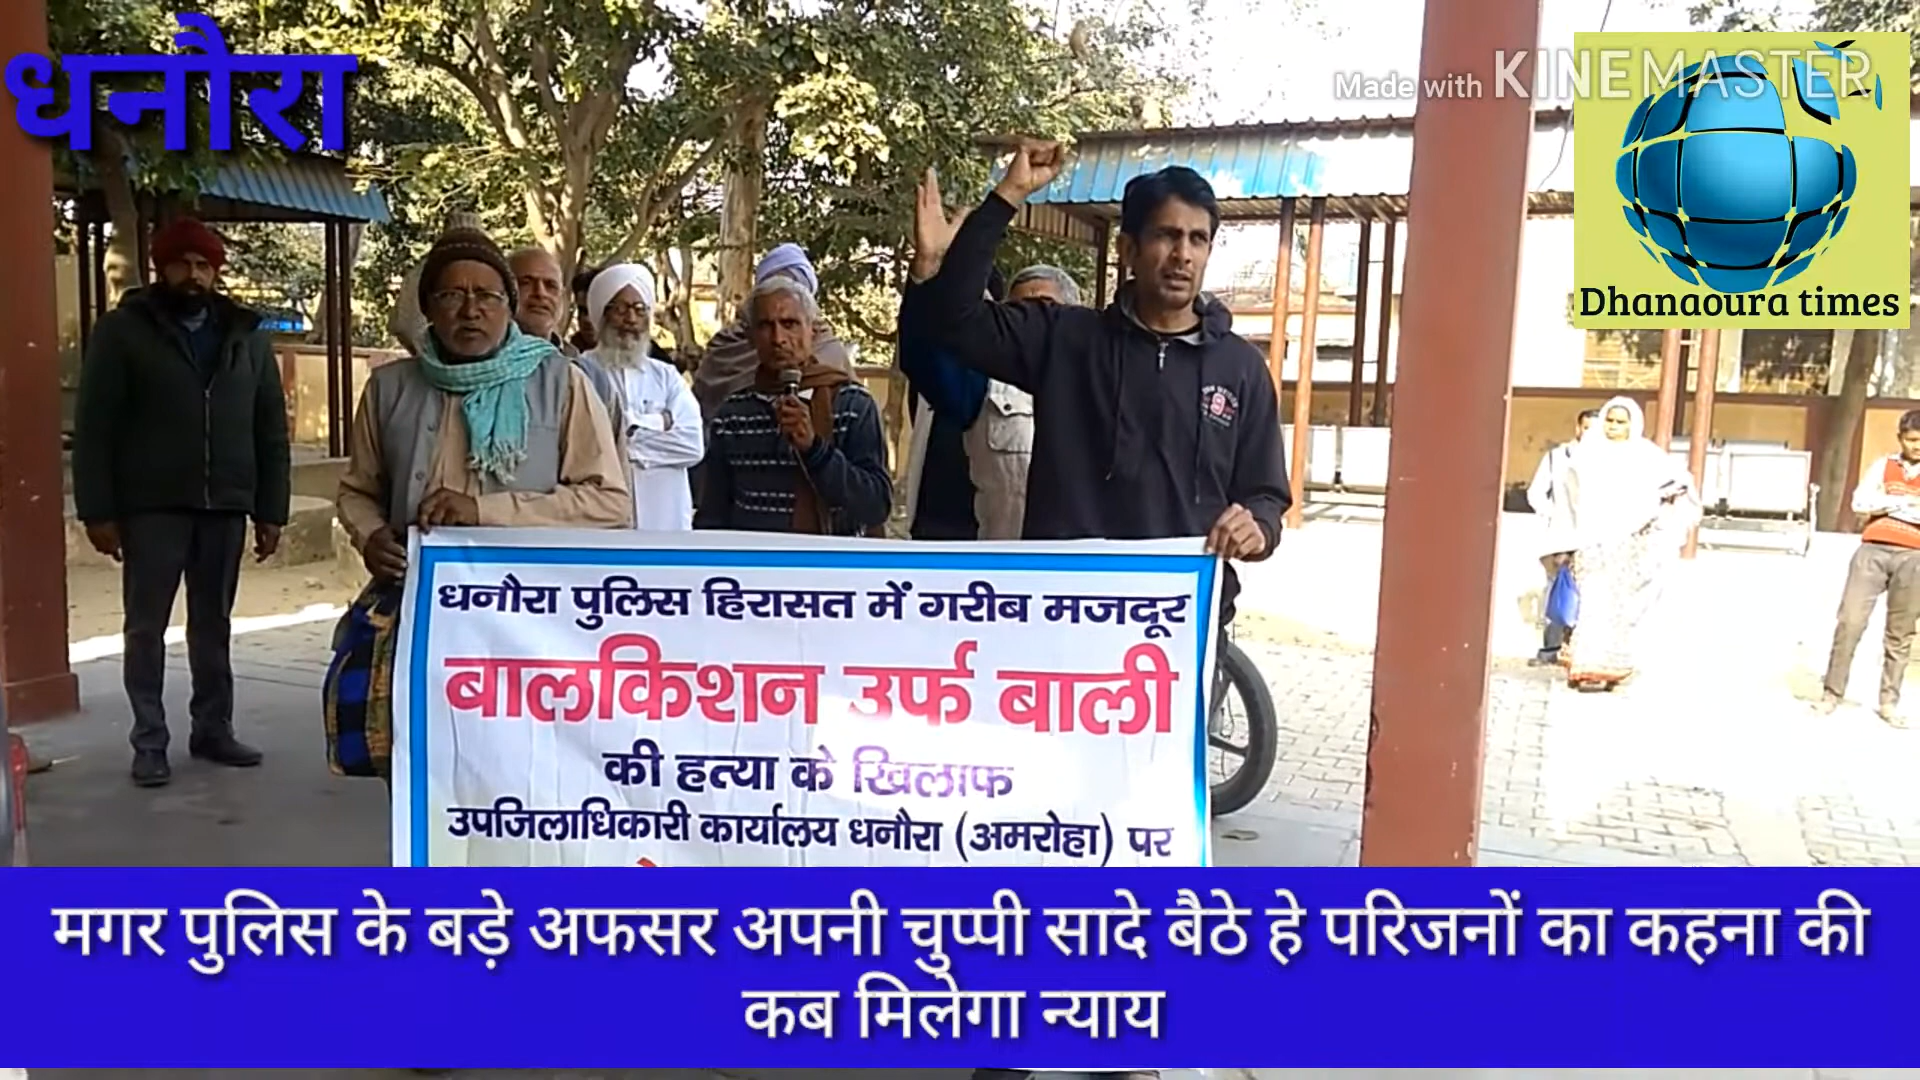 धनौरा
Made with KINEMASTER
Dhanaoura times
धनौरा पुलिस हिरासत में गरीब मजदूर
बालकिशन उर्फ बाली
की हत्या के खिलाफ
उपजिलाधिकारी कार्यालय धनौरा (अमरोहा) पर
मगर पुलिस के बड़े अफसर अपनी चुप्पी सादे बैठे हे परिजनों का कहना की
कब मिलेगा न्याय